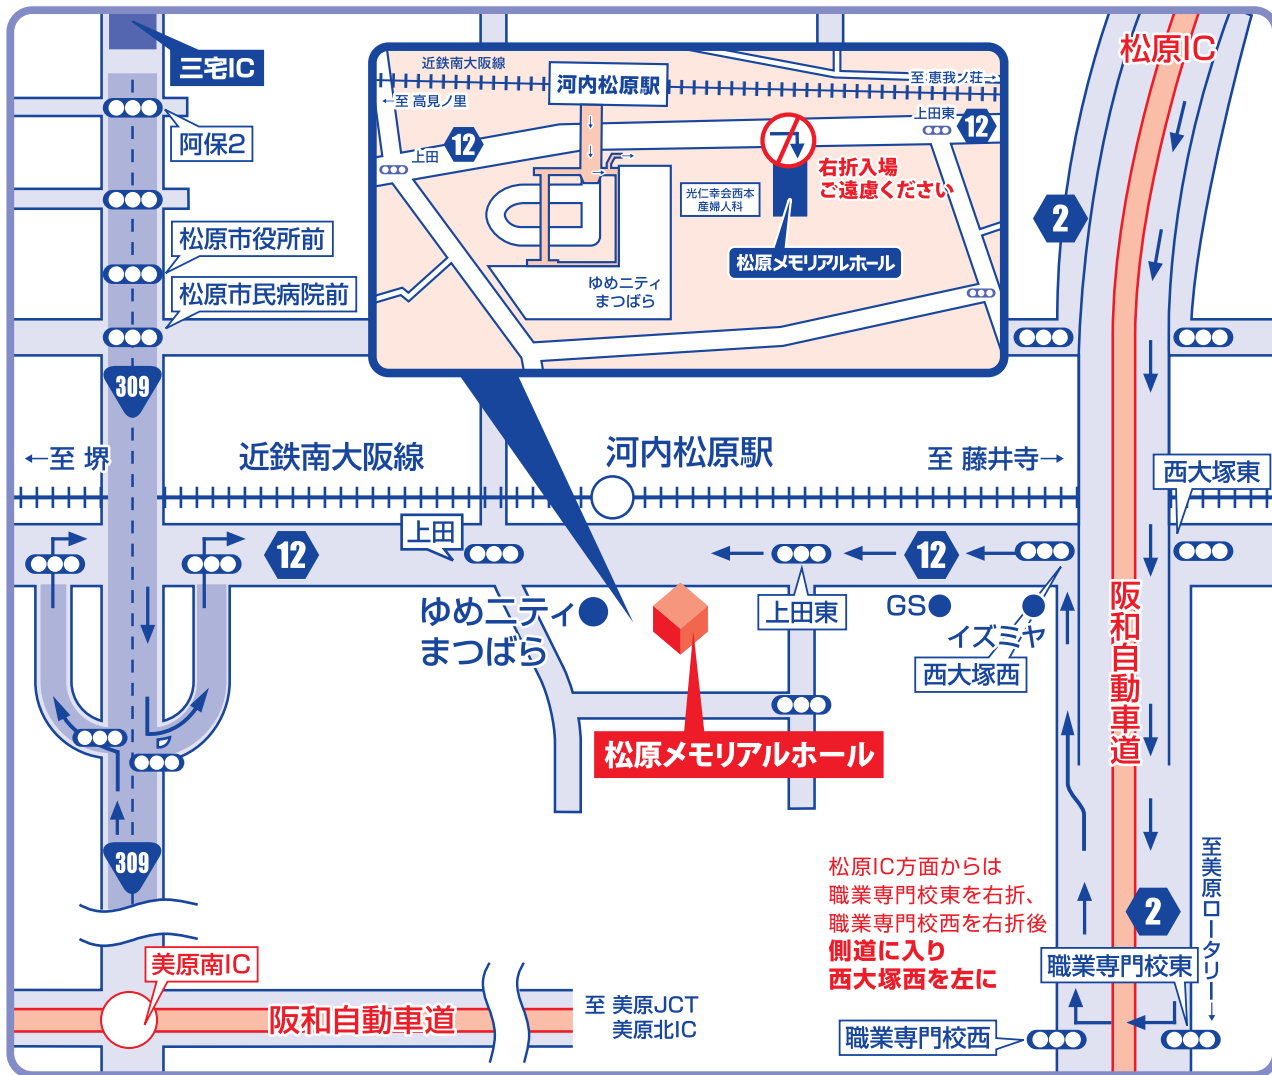 三宅IC
阿保2
松原市役所前
松原市民病院前
309
近鉄南大阪線
河内松原駅
至 恵我ノ荘→
←至 高見ノ里
上田
12
上田東
12
右折入場
ご遠慮ください
光仁幸会西本
産婦人科
松原メモリアルホール
ゆめニティ
まつばら
松原IC
2
←至 堺
近鉄南大阪線
河内松原駅
至 藤井寺→
西大塚東
12
上田
12
ゆめニティ
まつばら
上田東
GS
イズミヤ
西大塚西
阪和自動車道
松原メモリアルホール
309
美原南IC
阪和自動車道
至 美原JCT
美原北IC
松原IC方面からは
職業専門校東を右折、
職業専門校西を右折後
側道に入り
西大塚西を左に
至美原ロータリー→
2
職業専門校東
職業専門校西